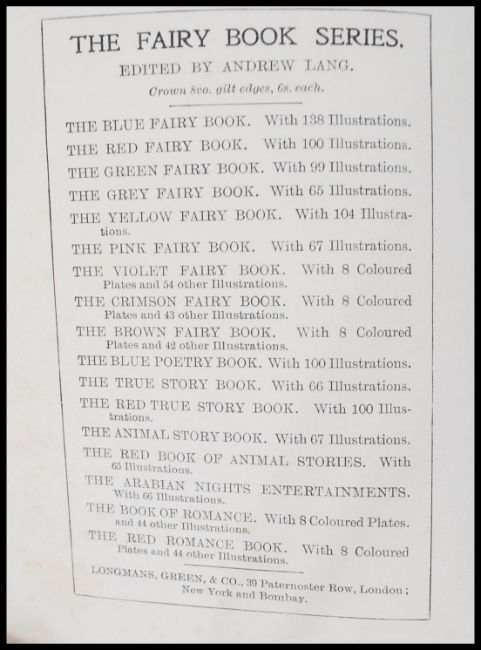 THE FAIRY BOOK SERIES.
EDITED BY ANDREW LANG.
Crown 8vo. gilt edges, 6s. each.
THE BLUE FAIRY BOOK. With 138 Illustrations.
THE RED FAIRY BOOK. With 100 Illustrations.
THE GREEN FAIRY BOOK. With 99 Illustrations.
THE GREY FAIRY BOOK. With 65 Illustrations.
THE YELLOW FAIRY BOOK. With 104 Illustra-
tions.
THE PINK FAIRY BOOK. With 67 Illustrations.
THE VIOLET FAIRY BOOK. With 8 Coloured
Plates and 54 other Illustrations.
THE CRIMSON FAIRY BOOK. With 8 Coloured
Plates and 43 other Illustrations.
THE BROWN FAIRY BOOK. With 8 Coloured
Plates and 42 other Illustrations.
THE BLUE POETRY BOOK. With 100 Illustrations.
THE TRUE STORY BOOK. With 66 Illustrations.
THE RED TRUE STORY BOOK. With 100 Illus-
trations.
THE ANIMAL STORY BOOK. With 67 Illustrations.
THE RED BOOK OF ANIMAL STORIES. With
65 Illustrations.
THE ARABIAN NIGHTS ENTERTAINMENTS.
With 66 Illustrations.
THE BOOK OF ROMANCE. With 8 Coloured Plates.
and 44 other Illustrations.
THE RED ROMANCE BOOK. With 8 Coloured
Plates and 44 other Illustrations.
LONGMANS, GREEN, & CO., 39 Paternoster Row, London;
New York and Bombay.